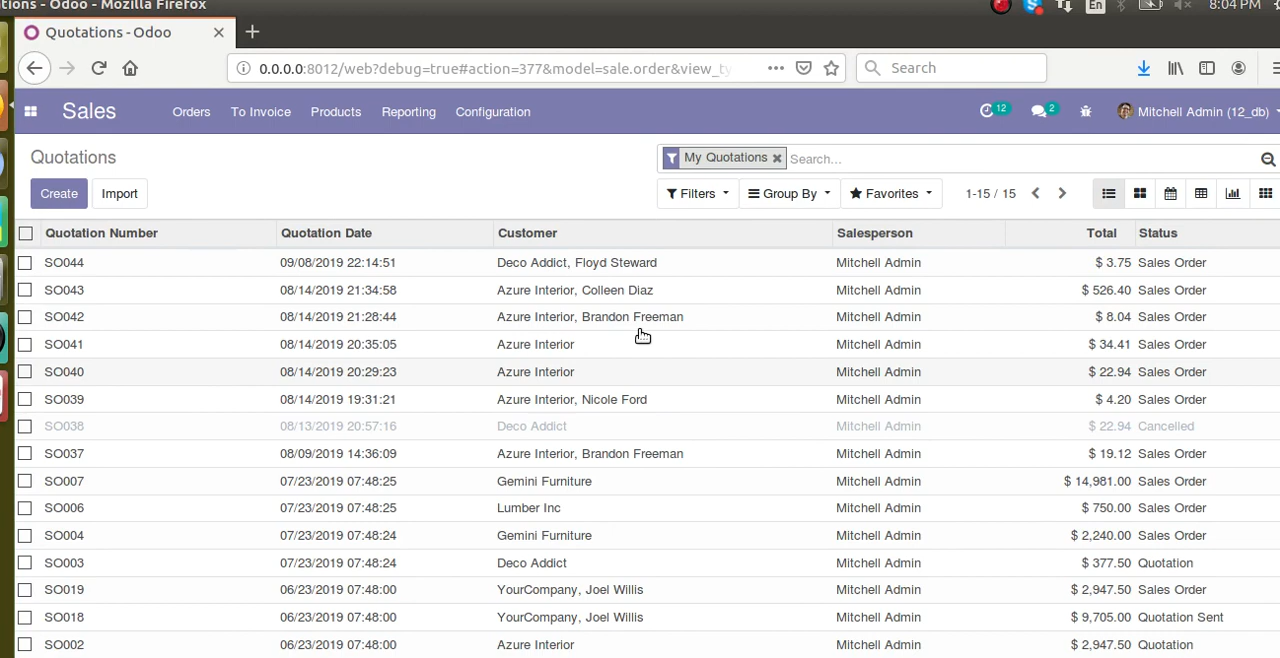 tions - Odoo - Mozilla Firefox En 8:04 PM
Quotations - Odoo
0.0.0.0:8012/web?debug=true#action=377&model=sale.order&view_ty Search
Sales Orders To Invoice Products Reporting Configuration 12 2 Mitchell Admin (12_db)
Quotations My Quotations Search...
Create Import Filters Group By Favorites 1-15 / 15
Quotation Number Quotation Date Customer Salesperson Total Status
SO044 09/08/2019 22:14:51 Deco Addict, Floyd Steward Mitchell Admin $ 3.75 Sales Order
SO043 08/14/2019 21:34:58 Azure Interior, Colleen Diaz Mitchell Admin $ 526.40 Sales Order
SO042 08/14/2019 21:28:44 Azure Interior, Brandon Freeman Mitchell Admin $ 8.04 Sales Order
SO041 08/14/2019 20:35:05 Azure Interior Mitchell Admin $ 34.41 Sales Order
SO040 08/14/2019 20:29:23 Azure Interior Mitchell Admin $ 22.94 Sales Order
SO039 08/14/2019 19:31:21 Azure Interior, Nicole Ford Mitchell Admin $ 4.20 Sales Order
SO038 08/13/2019 20:57:16 Deco Addict Mitchell Admin $ 22.94 Cancelled
SO037 08/09/2019 14:36:09 Azure Interior, Brandon Freeman Mitchell Admin $ 19.12 Sales Order
SO007 07/23/2019 07:48:25 Gemini Furniture Mitchell Admin $ 14,981.00 Sales Order
SO006 07/23/2019 07:48:25 Lumber Inc Mitchell Admin $ 750.00 Sales Order
SO004 07/23/2019 07:48:24 Gemini Furniture Mitchell Admin $ 2,240.00 Sales Order
SO003 07/23/2019 07:48:24 Deco Addict Mitchell Admin $ 377.50 Quotation
SO019 06/23/2019 07:48:00 YourCompany, Joel Willis Mitchell Admin $ 2,947.50 Sales Order
SO018 06/23/2019 07:48:00 YourCompany, Joel Willis Mitchell Admin $ 9,705.00 Quotation Sent
SO002 06/23/2019 07:48:00 Azure Interior Mitchell Admin $ 2,947.50 Quotation